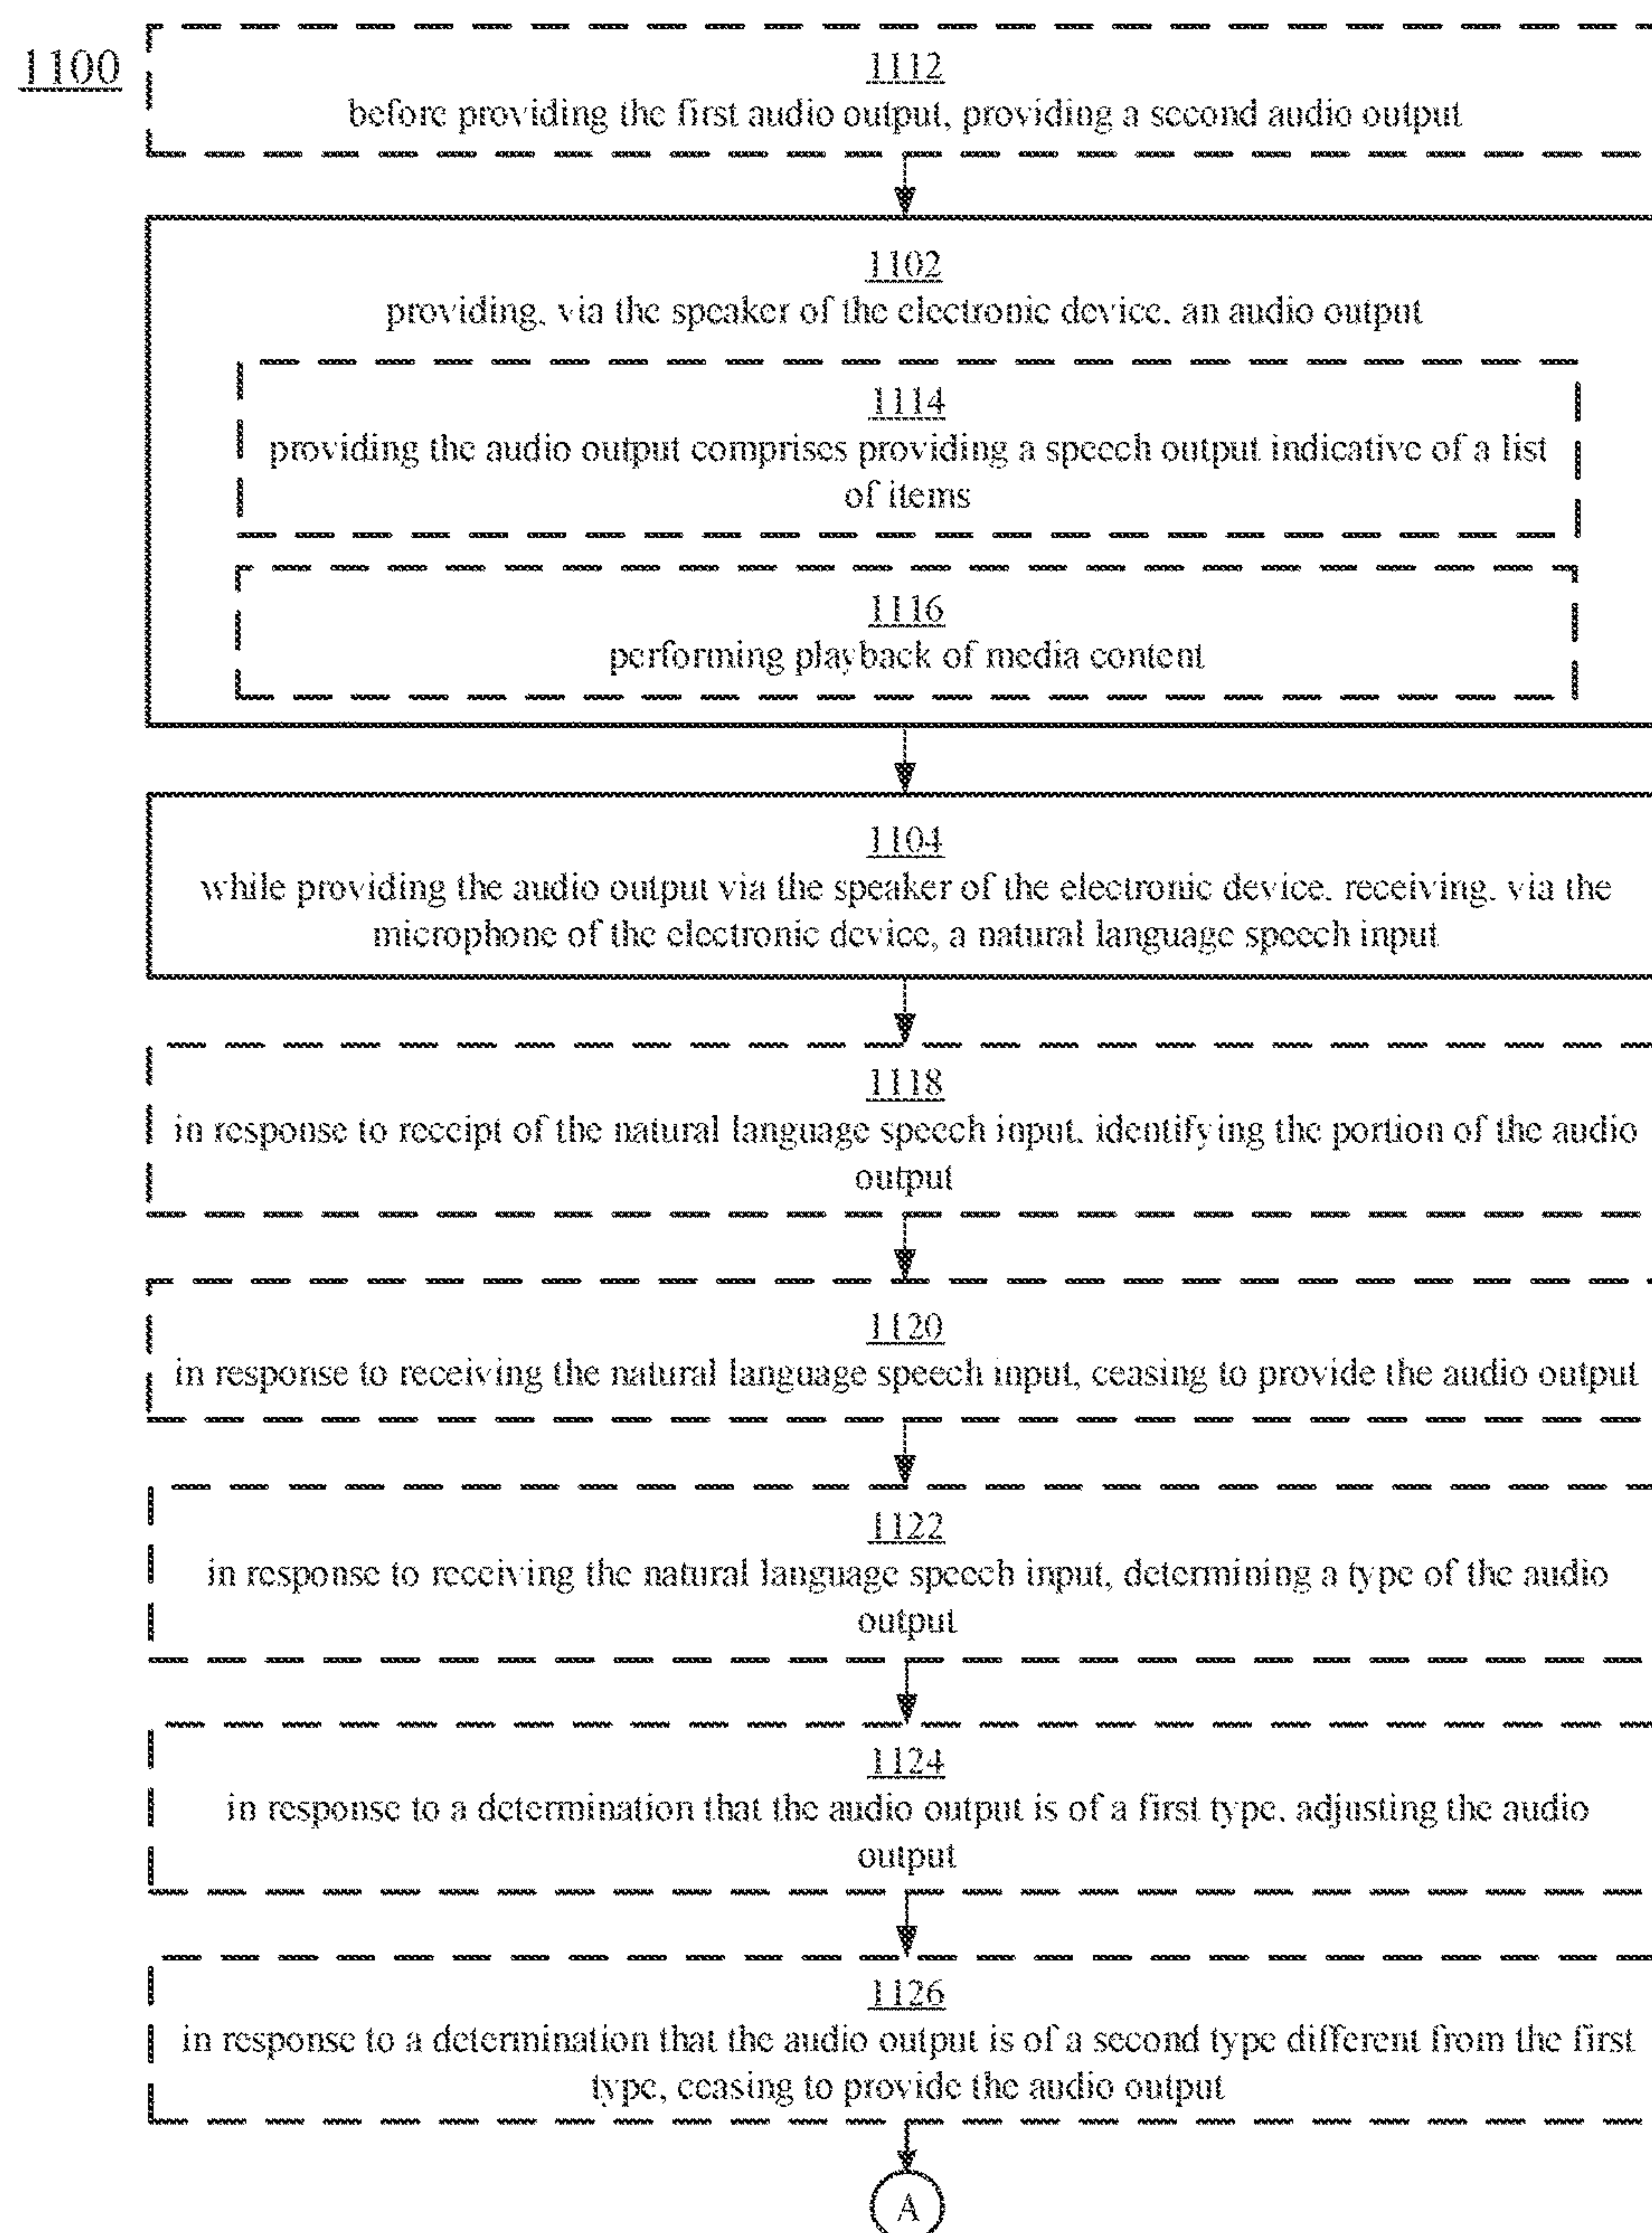 1100
1112
before providing the first audio output, providing a second audio output
1102
providing, via the speaker of the electronic device, an audio output
1114
providing the audio output comprises providing a speech output indicative of a list
of items
1116
performing playback of media content
1104
while providing the audio output via the speaker of the electronic device, receiving, via the
microphone of the electronic device, a natural language speech input
1118
in response to receipt of the natural language speech input, identifying the portion of the audio
output
1120
in response to receiving the natural language speech input, ceasing to provide the audio output
1122
in response to receiving the natural language speech input, determining a type of the audio
output
1124
in response to a determination that the audio output is of a first type, adjusting the audio
output
1126
in response to a determination that the audio output is of a second type different from the first
type, ceasing to provide the audio output
A